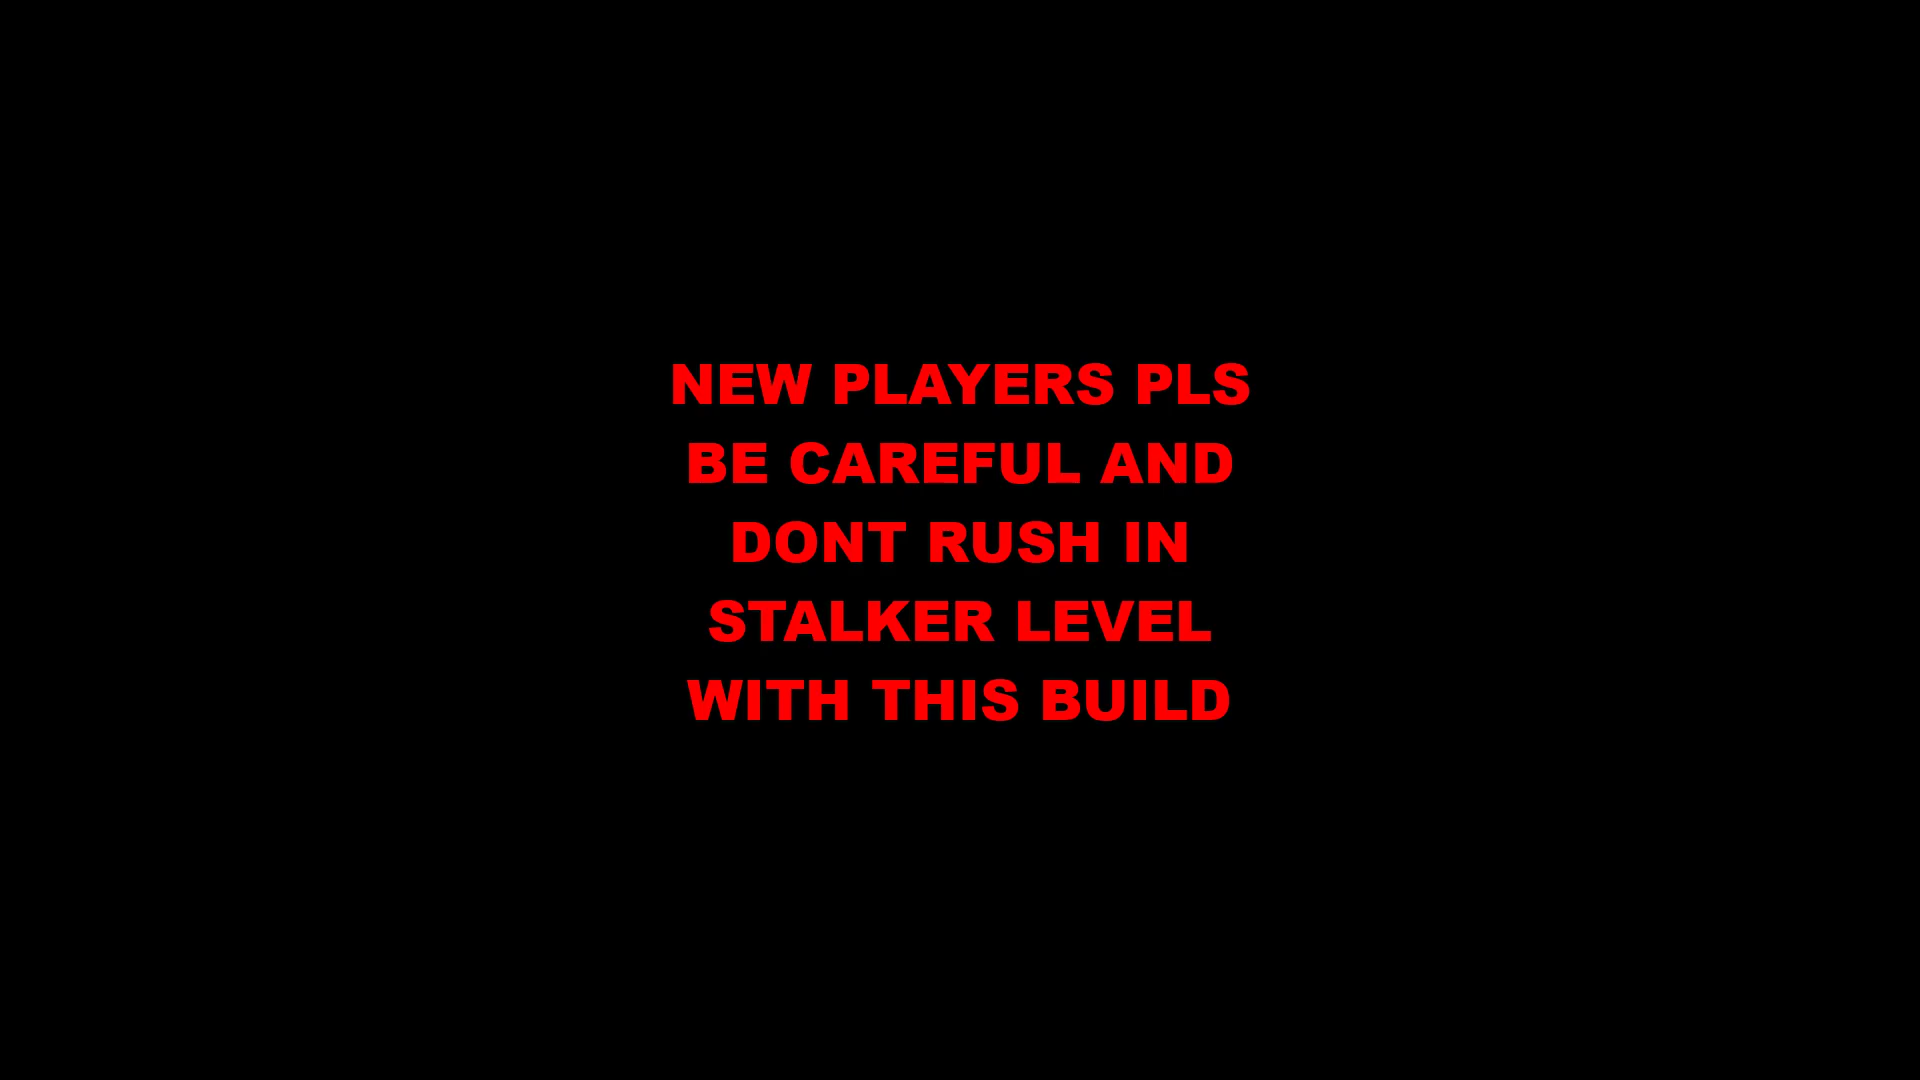 NEW PLAYERS PLS
BE CAREFUL AND
DONT RUSH IN
STALKER LEVEL
WITH THIS BUILD